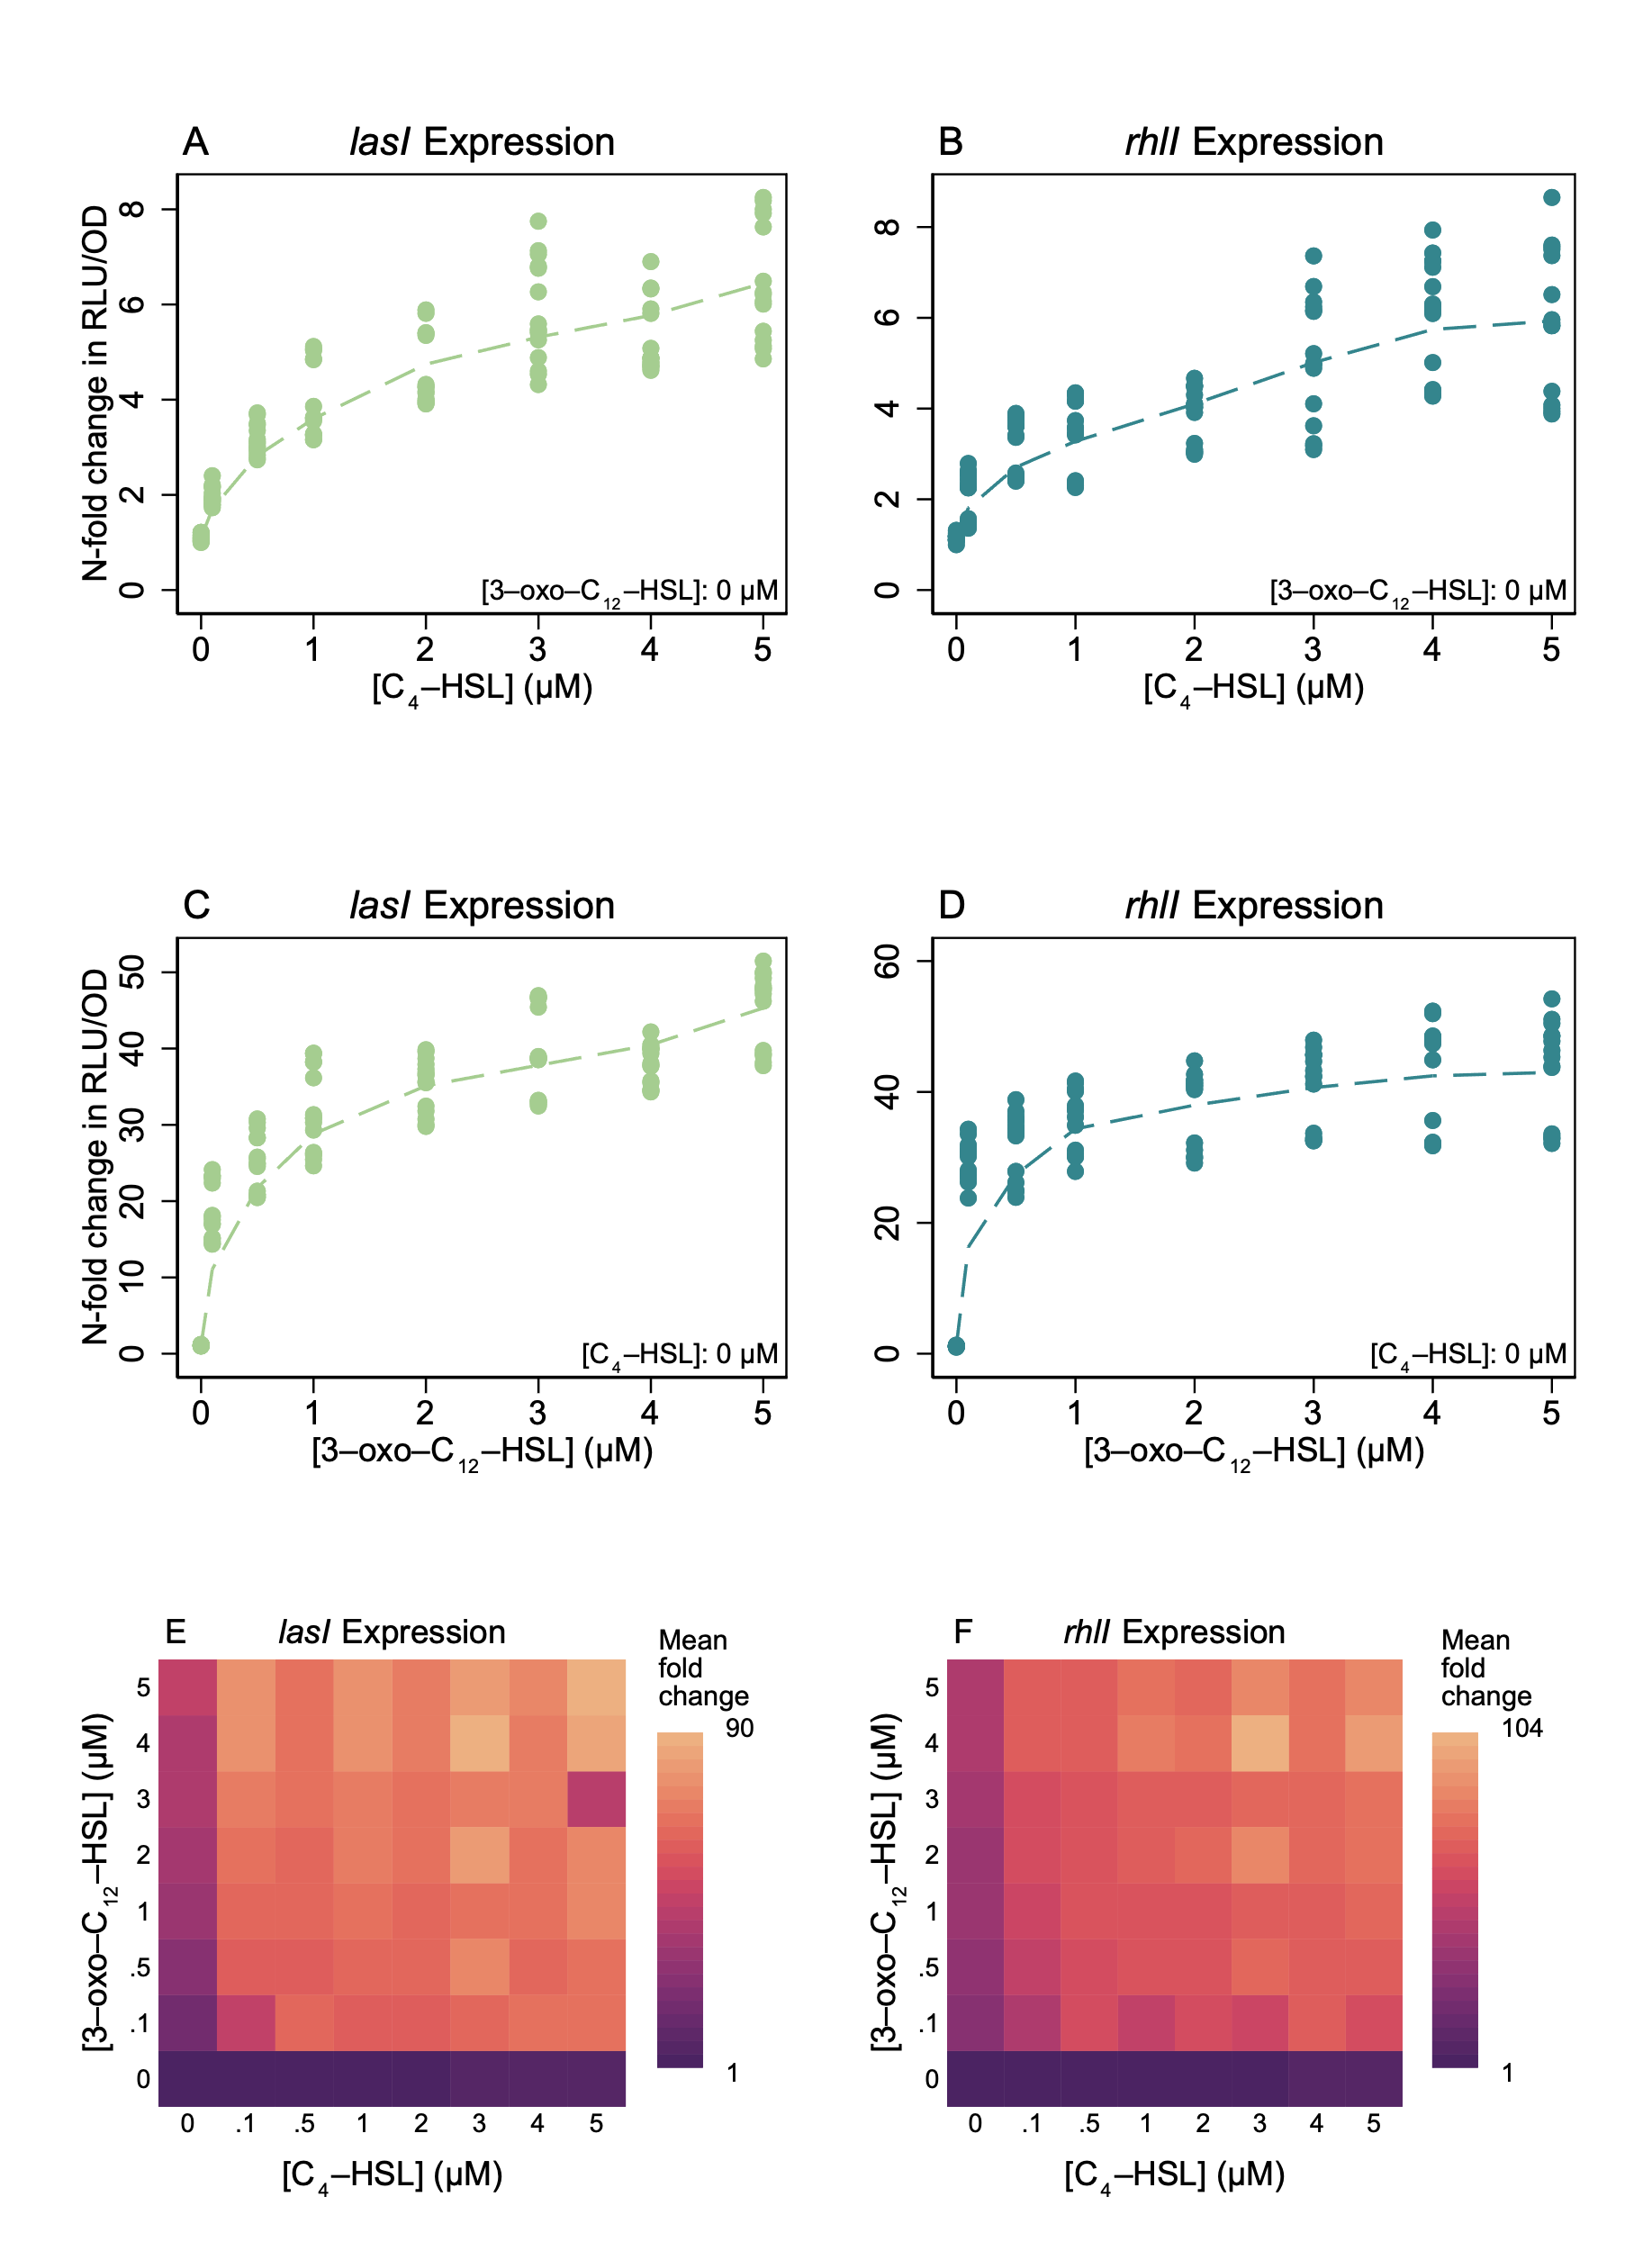 A lasI Expression
N-fold change in RLU/OD
8
6
4
2
0
[3–oxo–C12–HSL]: 0 µM
0 1 2 3 4 5
[C4–HSL] (µM)
B rhlI Expression
8
6
4
2
0
[3–oxo–C12–HSL]: 0 µM
0 1 2 3 4 5
[C4–HSL] (µM)
C lasI Expression
N-fold change in RLU/OD
50
40
30
20
10
0
[C4–HSL]: 0 µM
0 1 2 3 4 5
[3–oxo–C12–HSL] (µM)
D rhlI Expression
60
40
20
0
[C4–HSL]: 0 µM
0 1 2 3 4 5
[3–oxo–C12–HSL] (µM)
E lasI Expression
[3–oxo–C12–HSL] (µM)
5
4
3
2
1
.5
.1
0
0 .1 .5 1 2 3 4 5
[C4–HSL] (µM)
Mean
fold
change
90
1
F rhlI Expression
[3–oxo–C12–HSL] (µM)
5
4
3
2
1
.5
.1
0
0 .1 .5 1 2 3 4 5
[C4–HSL] (µM)
Mean
fold
change
104
1